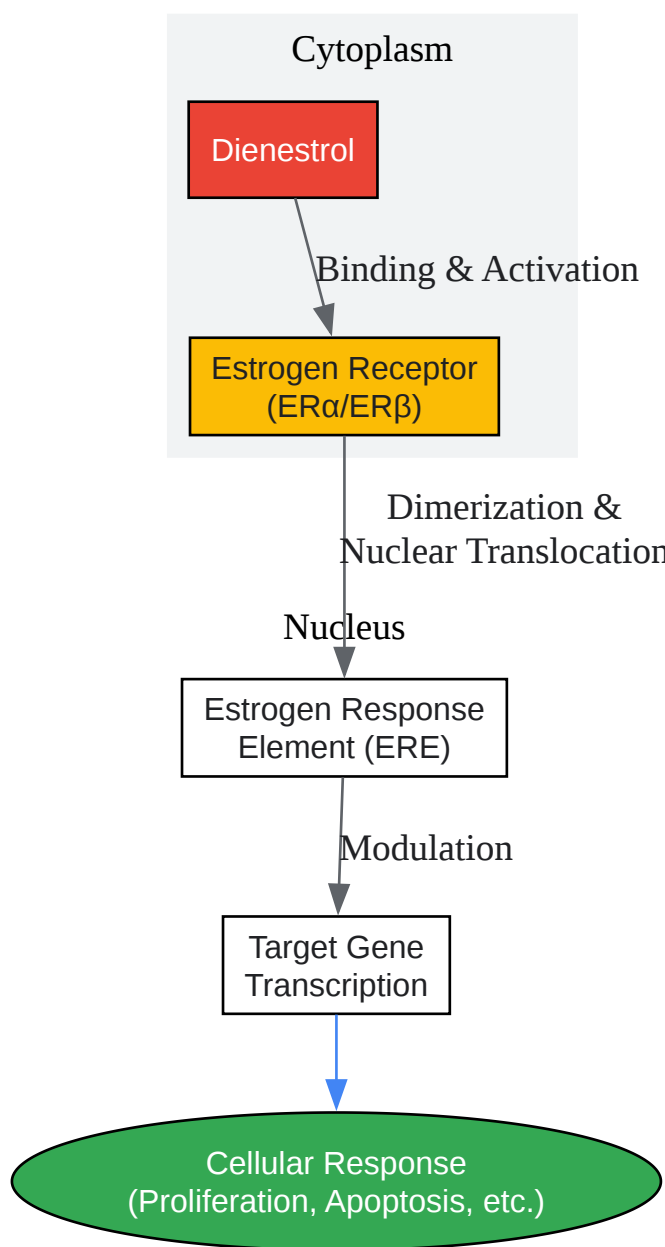 Cytoplasm
Dienestrol
Binding & Activation
Estrogen Receptor
(ERα/ERβ)
Dimerization &
Nuclear Translocation
Nucleus
Estrogen Response
Element (ERE)
Modulation
Target Gene
Transcription
Cellular Response
(Proliferation, Apoptosis, etc.)